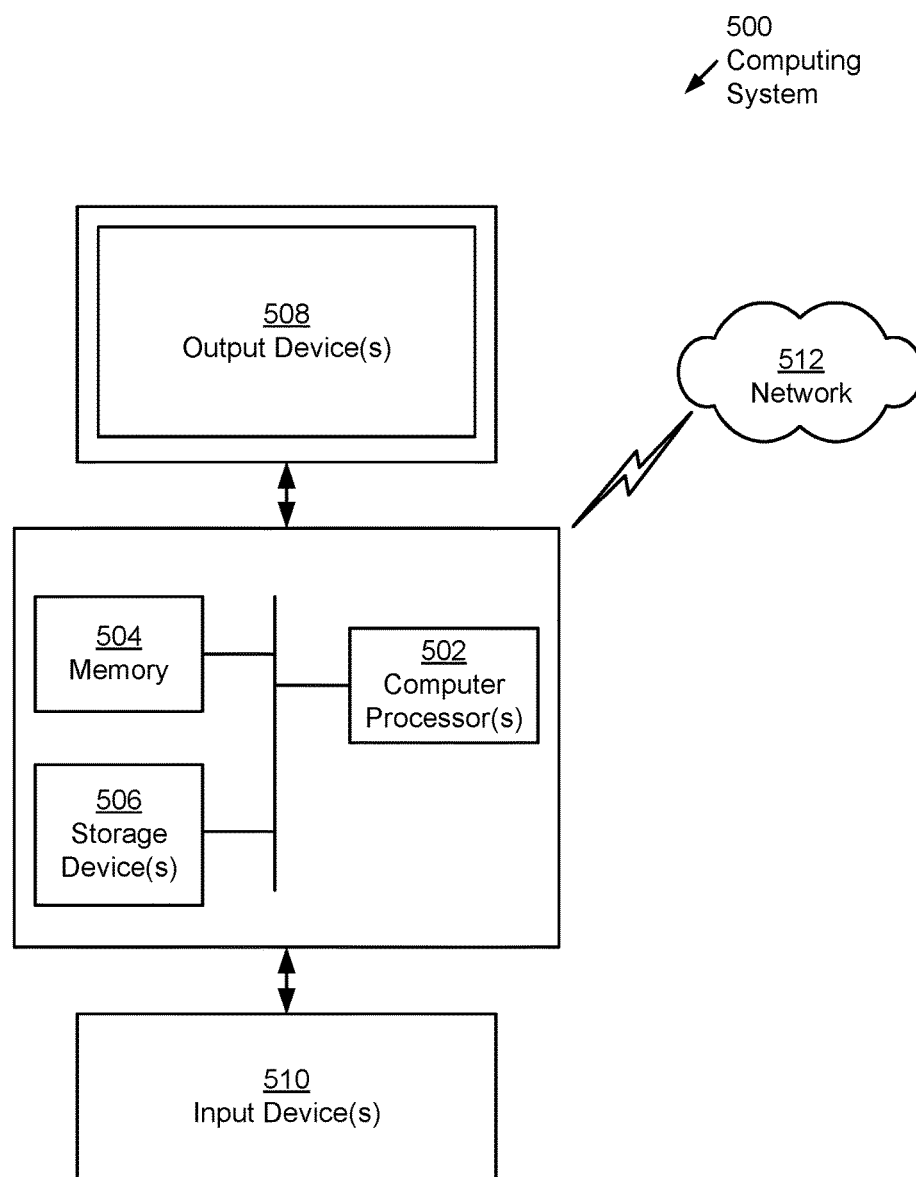 500
Computing
System
508
Output Device(s)
512
Network
504
Memory
502
Computer
Processor(s)
506
Storage
Device(s)
510
Input Device(s)